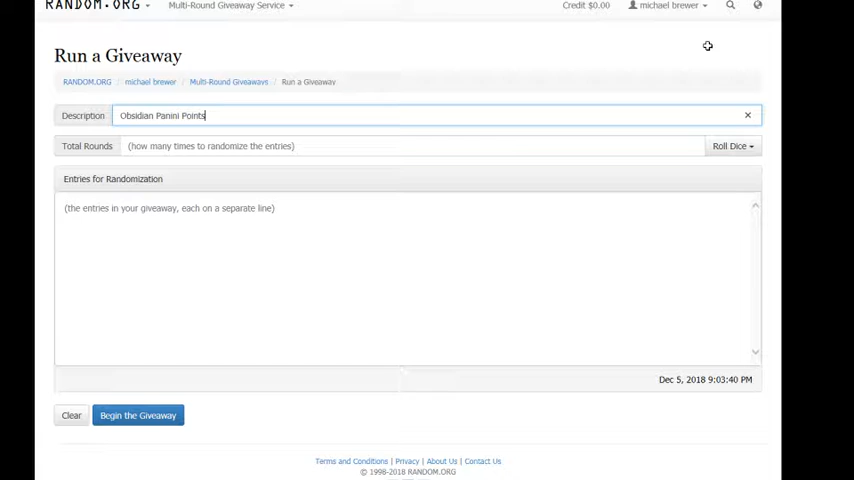 RANDOM.ORG Multi-Round Giveaway Service Credit $0.00 michael brewer
Run a Giveaway
RANDOM.ORG / michael brewer / Multi-Round Giveaways / Run a Giveaway
Description Obsidian Panini Points
Total Rounds (how many times to randomize the entries) Roll Dice
Entries for Randomization
(the entries in your giveaway, each on a separate line)
Dec 5, 2018 9:03:40 PM
Clear Begin the Giveaway
Terms and Conditions | Privacy | About Us | Contact Us
© 1998-2018 RANDOM.ORG